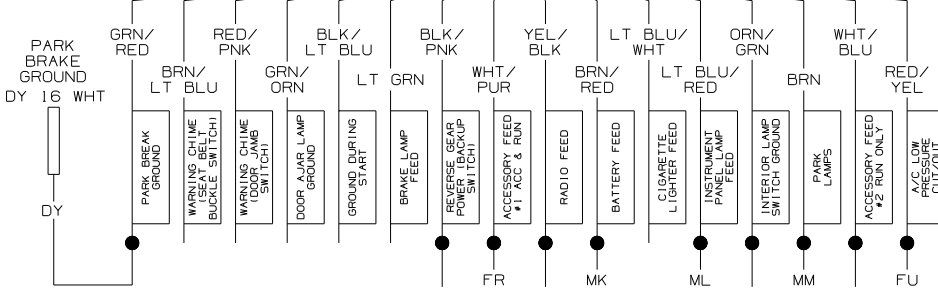 PARK
BRAKE
GROUND
DY 16 WHT
DY
GRN/
RED
BRN/
LT BLU
RED/
PNK
GRN/
ORN
BLK/
LT BLU
LT GRN
BLK/
PNK
WHT/
PUR
YEL/
BLK
BRN/
RED
LT BLU/
WHT
LT BLU/
RED
ORN/
GRN
BRN
WHT/
BLU
RED/
YEL
PARK BREAK
GROUND
WARNING CHIME
(SEAT BELT
BUCKLE SWITCH)
WARNING CHIME
(DOOR JAMB
SWITCH)
DOOR AJAR LAMP
GROUND
GROUND DURING
START
BRAKE LAMP
FEED
REVERSE GEAR
POWER (BACKUP
SWITCH)
ACCESSORY FEED
#1 ACC & RUN
RADIO FEED
BATTERY FEED
CIGARETTE
LIGHTER FEED
INSTRUMENT
PANEL LAMP
FEED
INTERIOR LAMP
SWITCH GROUND
PARK
LAMPS
ACCESSORY FEED
#2 RUN ONLY
A/C LOW
PRESSURE
CUTOUT
FR
MK
ML
MM
FU